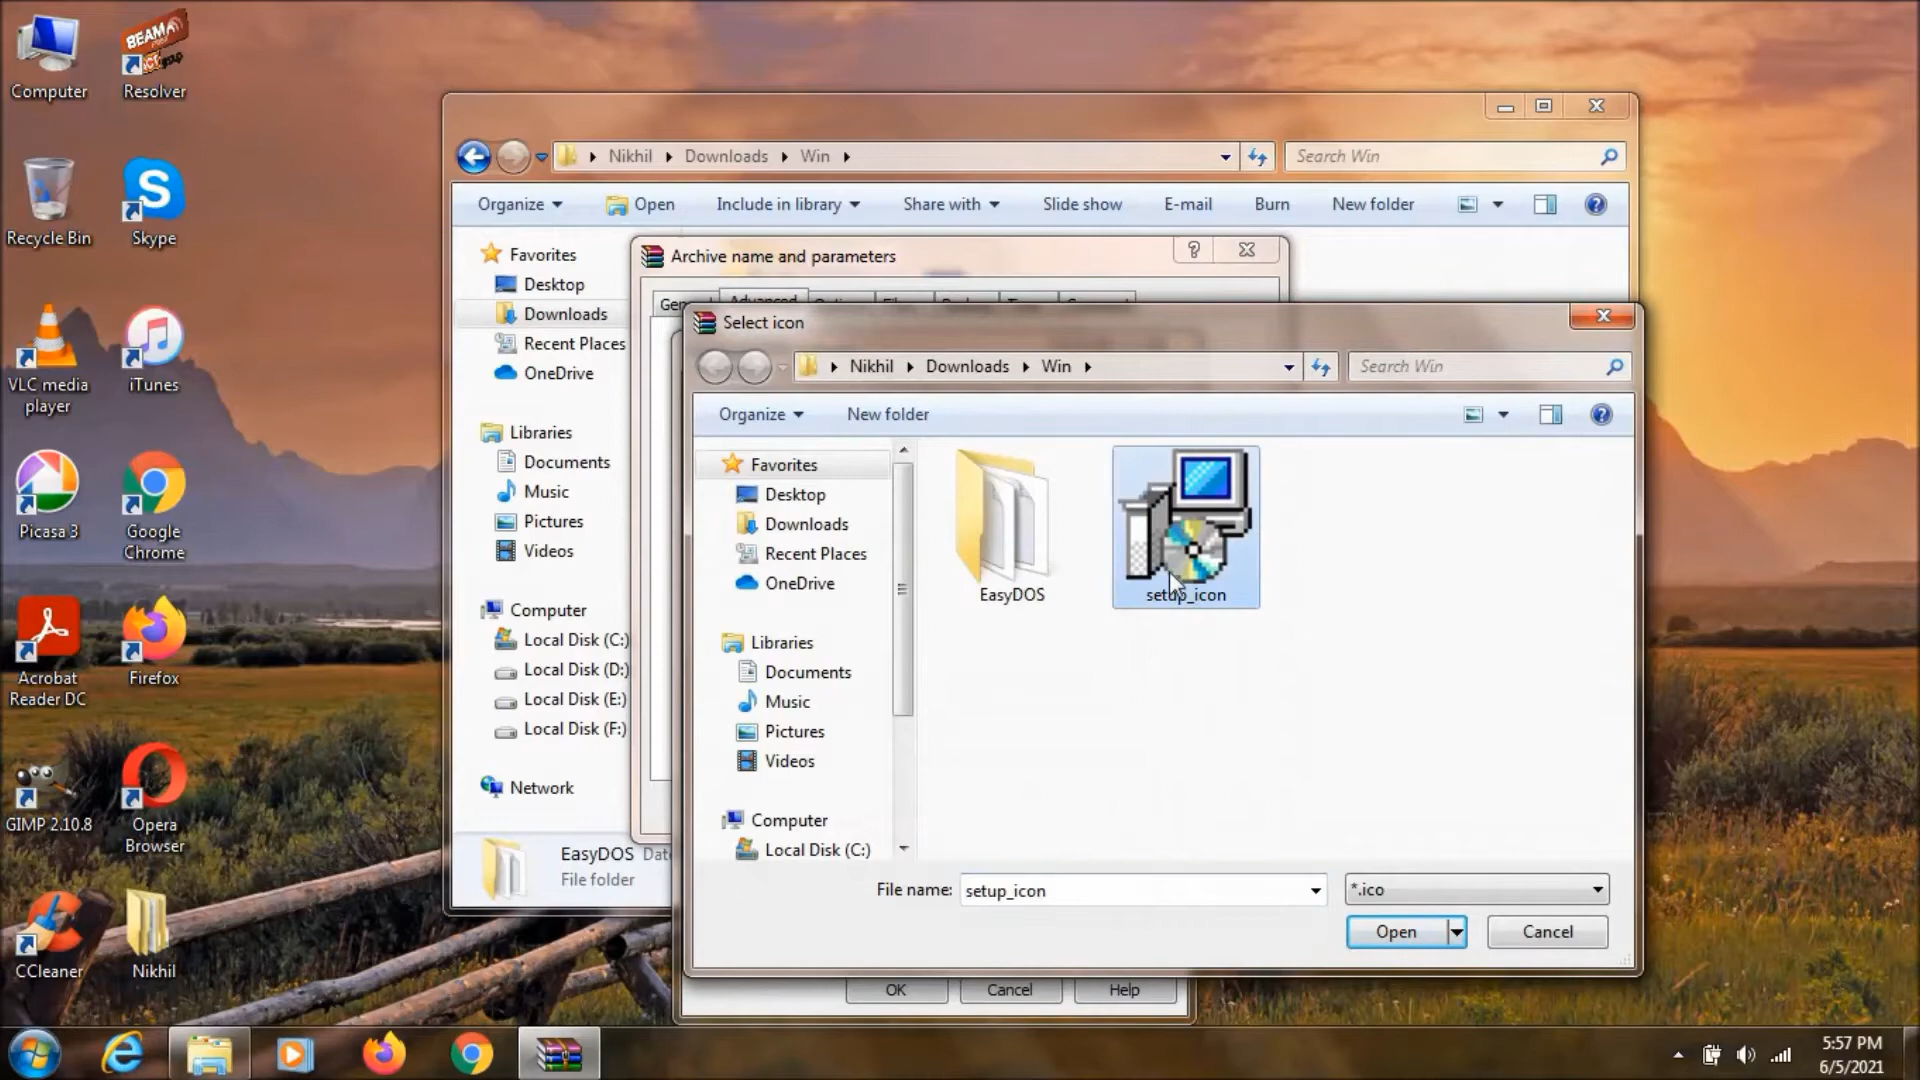 Computer
BEAMA
Resolver
Recycle Bin
Skype
VLC media
player
iTunes
Picasa 3
Google
Chrome
Acrobat
Reader DC
Firefox
GIMP 2.10.8
Opera
Browser
CCleaner
Nikhil
Nikhil
Downloads
Win
Search Win
Organize
Open
Include in library
Share with
Slide show
E-mail
Burn
New folder
Favorites
Desktop
Downloads
Recent Places
OneDrive
Libraries
Documents
Music
Pictures
Videos
Computer
Local Disk (C:)
Local Disk (D:)
Local Disk (E:)
Local Disk (F:)
Network
EasyDOS Date
File folder
Archive name and parameters
Advanced
Select icon
Nikhil
Downloads
Win
Search Win
Organize
New folder
Favorites
Desktop
Downloads
Recent Places
OneDrive
Libraries
Documents
Music
Pictures
Videos
Computer
Local Disk (C:)
EasyDOS
setup_icon
File name:
setup_icon
*.ico
Open
Cancel
OK
Cancel
Help
5:57 PM
6/5/2021